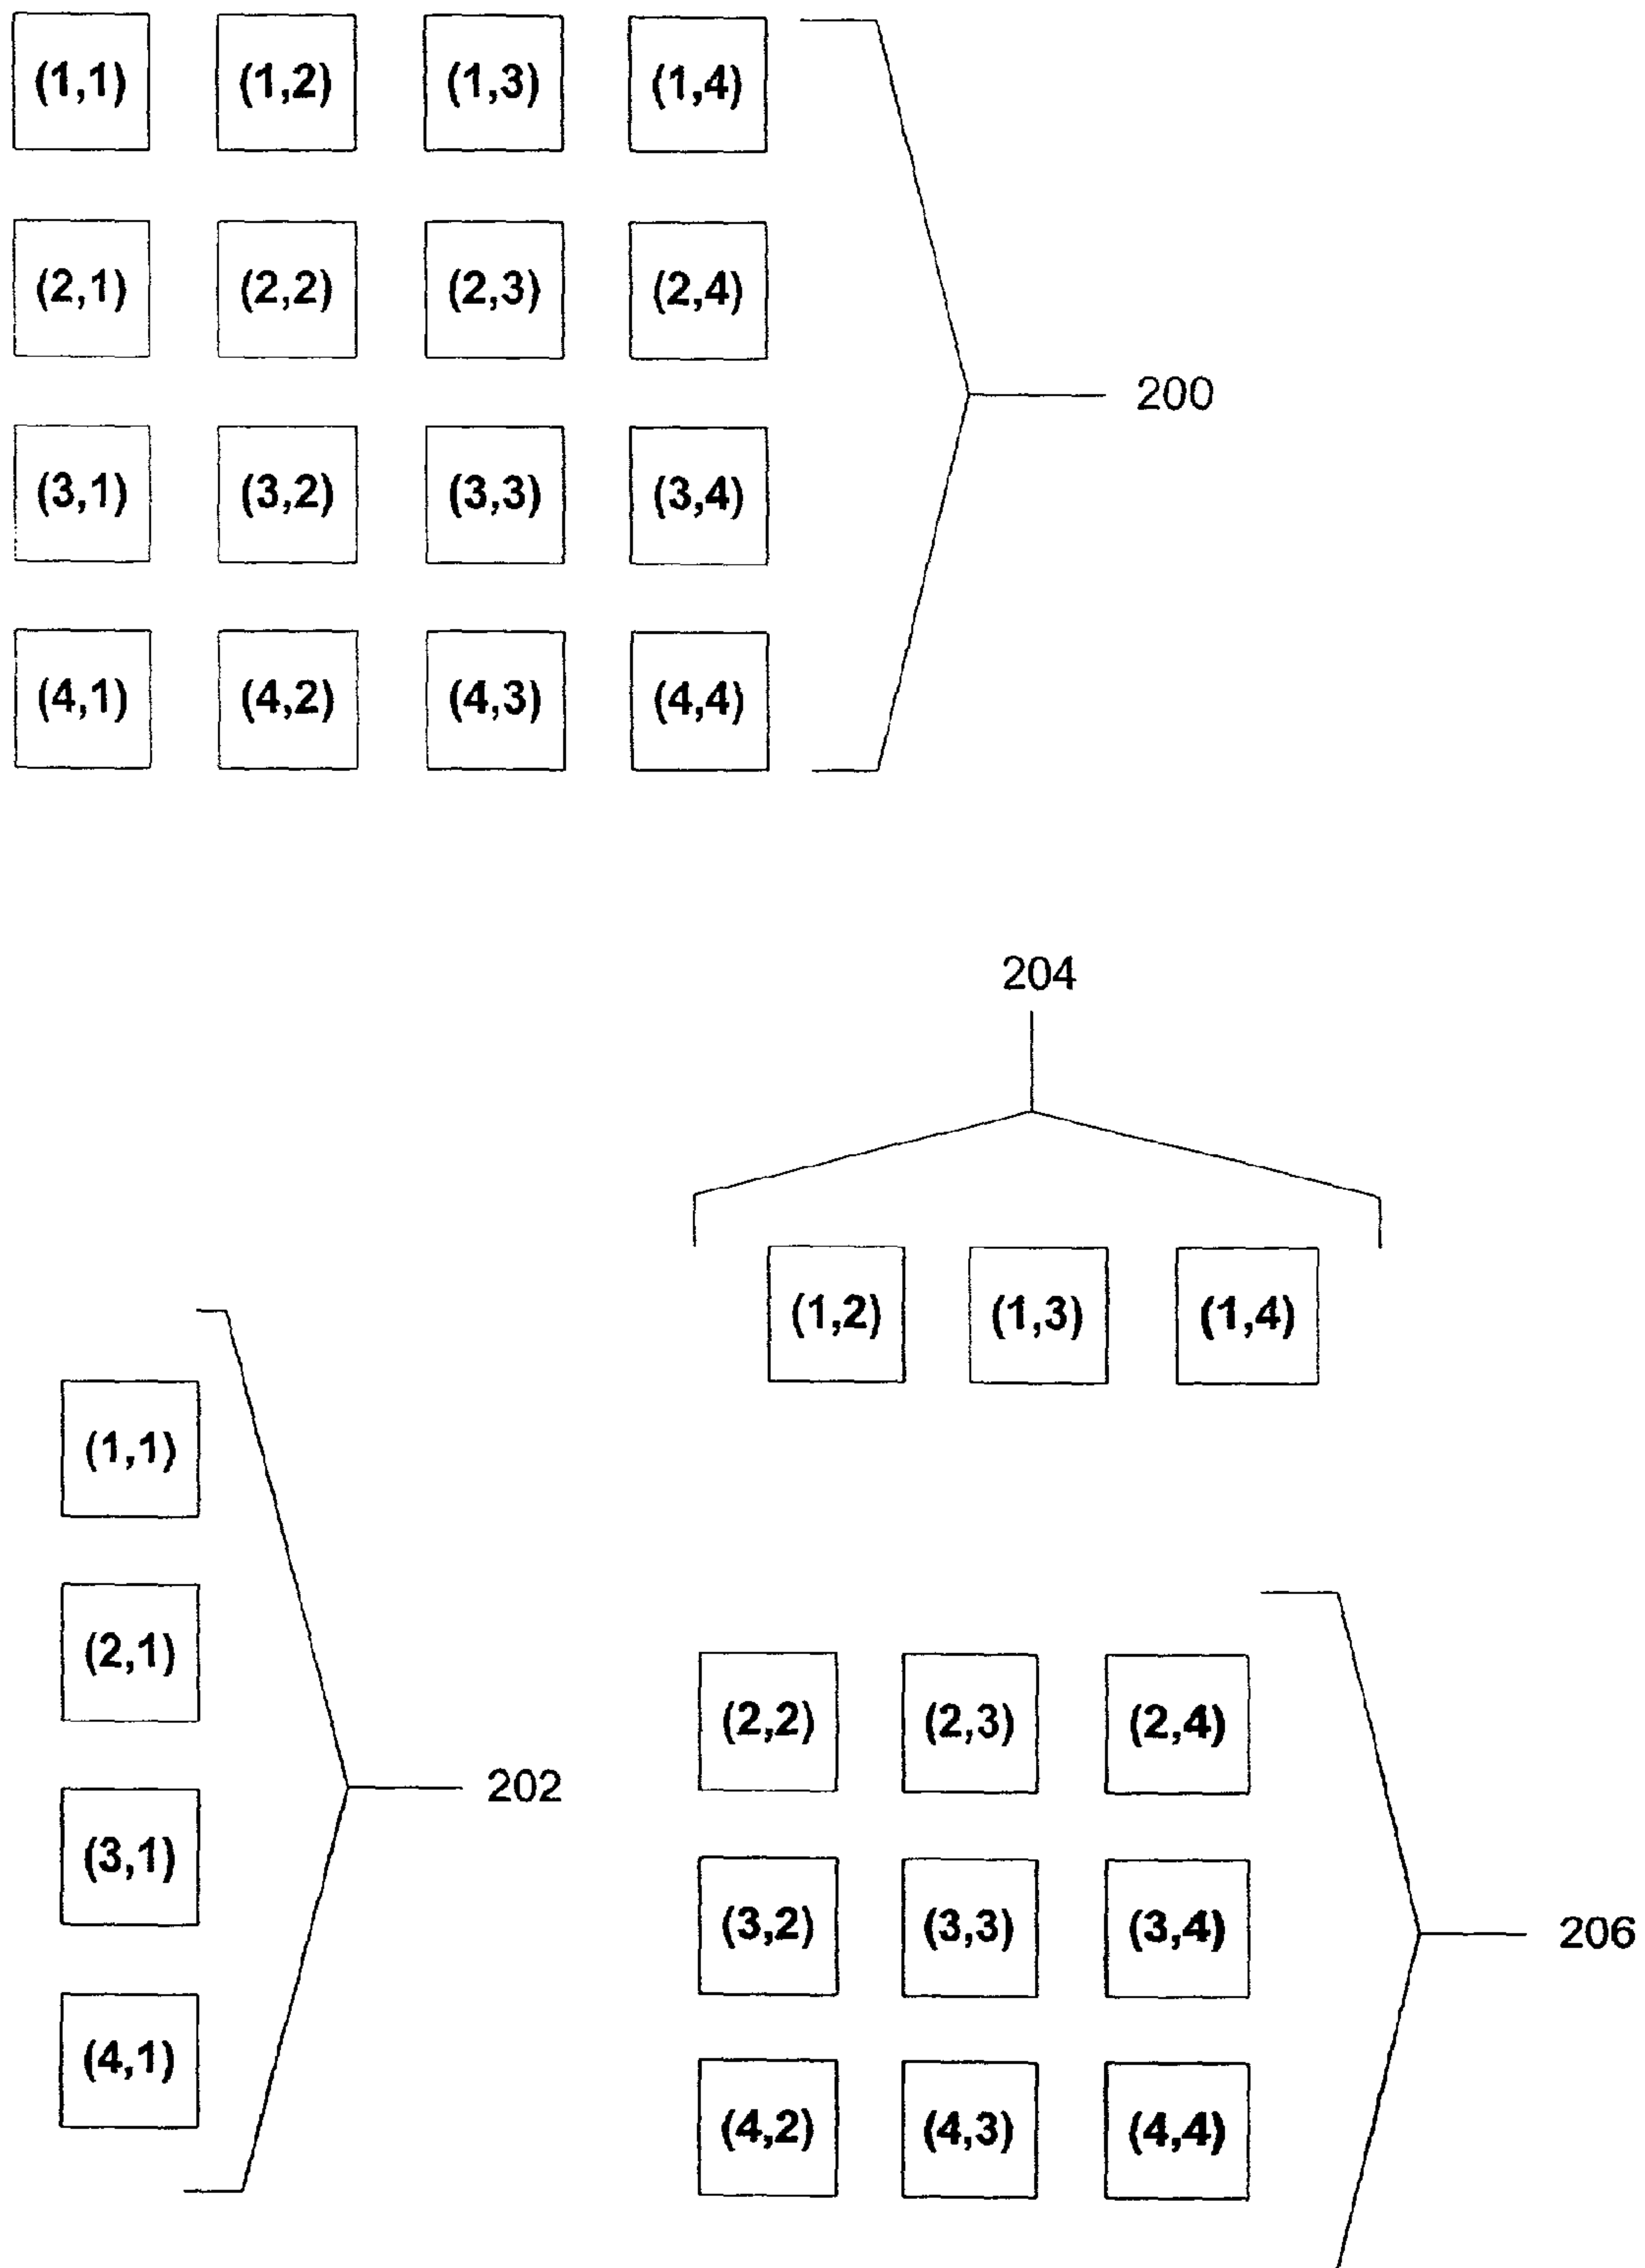 (1,1) (1,2) (1,3) (1,4)
(2,1) (2,2) (2,3) (2,4)
200
(3,1) (3,2) (3,3) (3,4)
(4,1) (4,2) (4,3) (4,4)
204
(1,2) (1,3) (1,4)
(1,1)
(2,1)
202
(3,1)
(4,1)
(2,2) (2,3) (2,4)
(3,2) (3,3) (3,4)
206
(4,2) (4,3) (4,4)